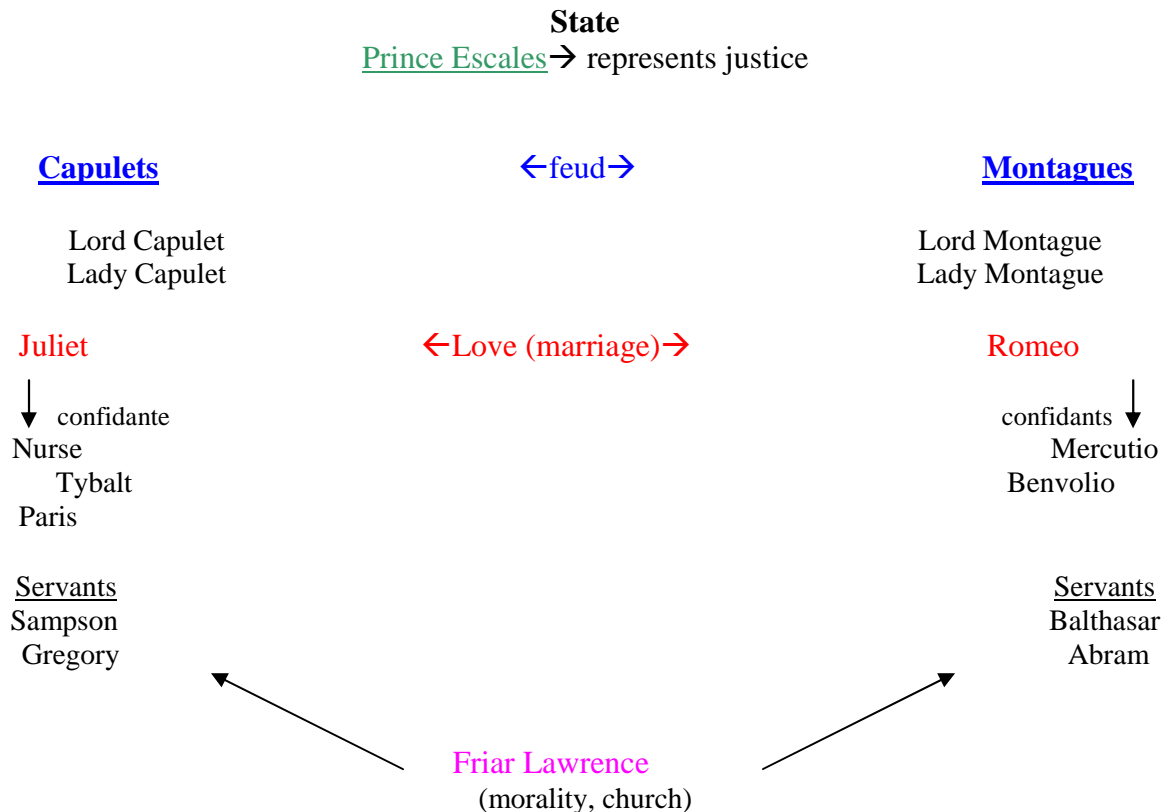 State
Prince Escales→ represents justice
Capulets ←feud→ Montagues
Lord Capulet Lord Montague
Lady Capulet Lady Montague
Juliet ←Love (marriage)→ Romeo
confidante confidants
Nurse Mercutio
Tybalt Benvolio
Paris
Servants Servants
Sampson Balthasar
Gregory Abram
Friar Lawrence
(morality, church)